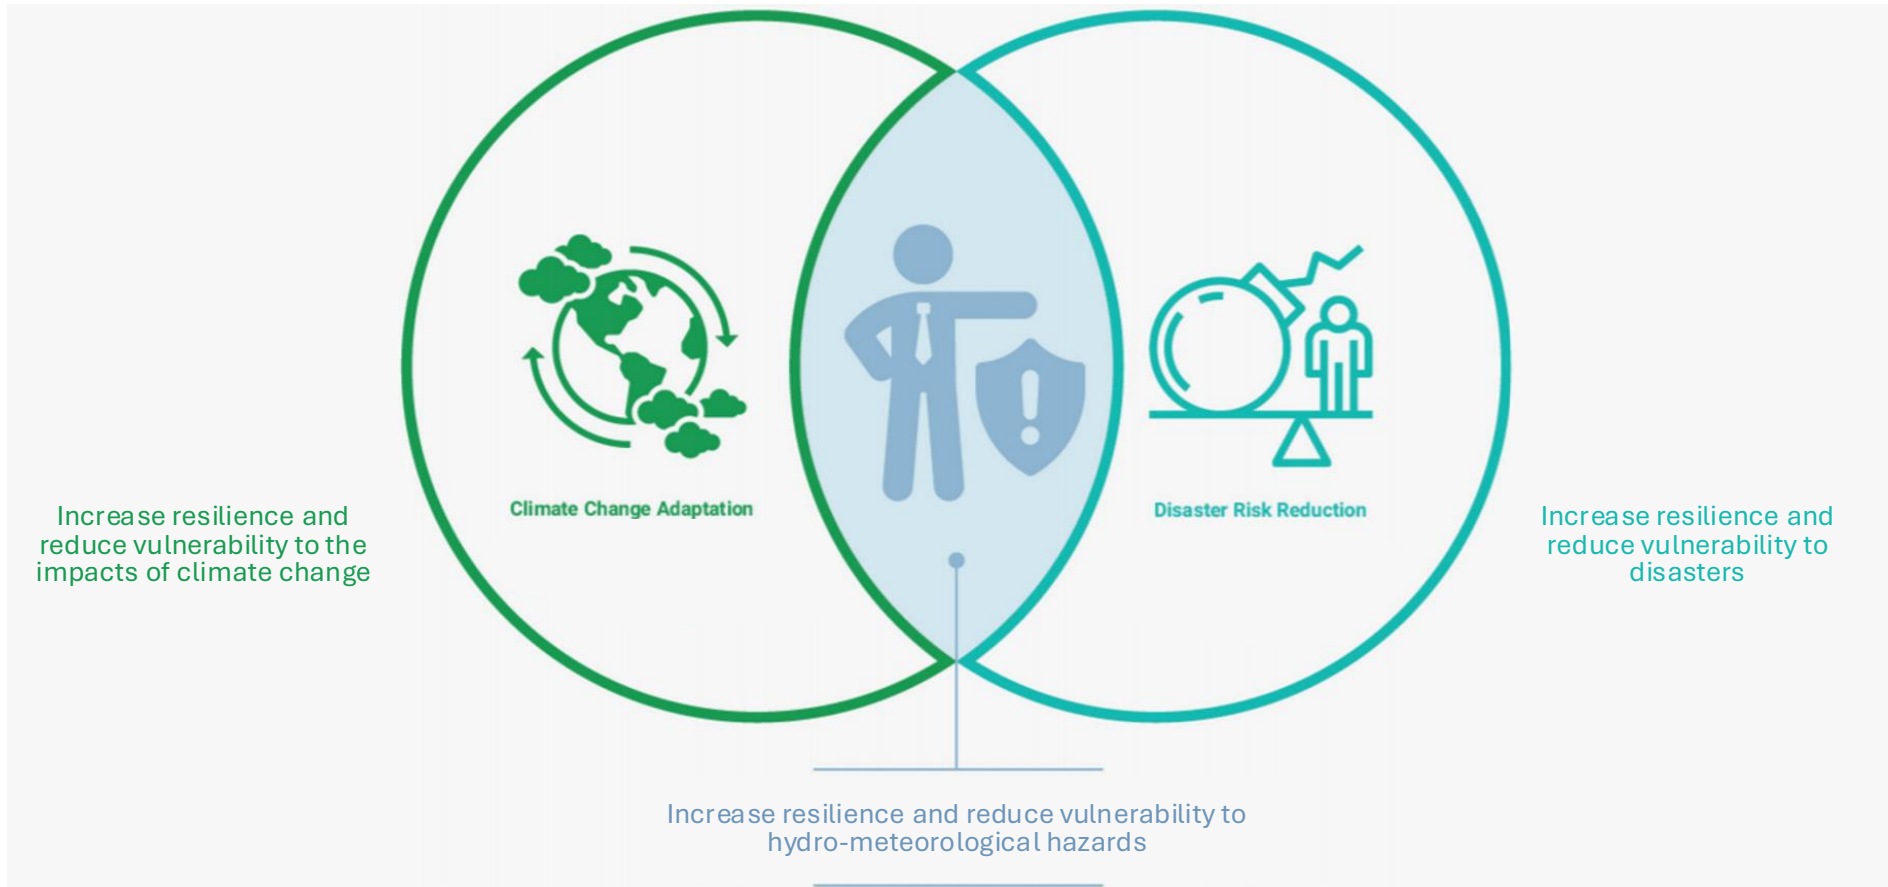 Climate Change Adaptation
Disaster Risk Reduction
Increase resilience and
reduce vulnerability to the
impacts of climate change
Increase resilience and
reduce vulnerability to
disasters
Increase resilience and reduce vulnerability to
hydro-meteorological hazards